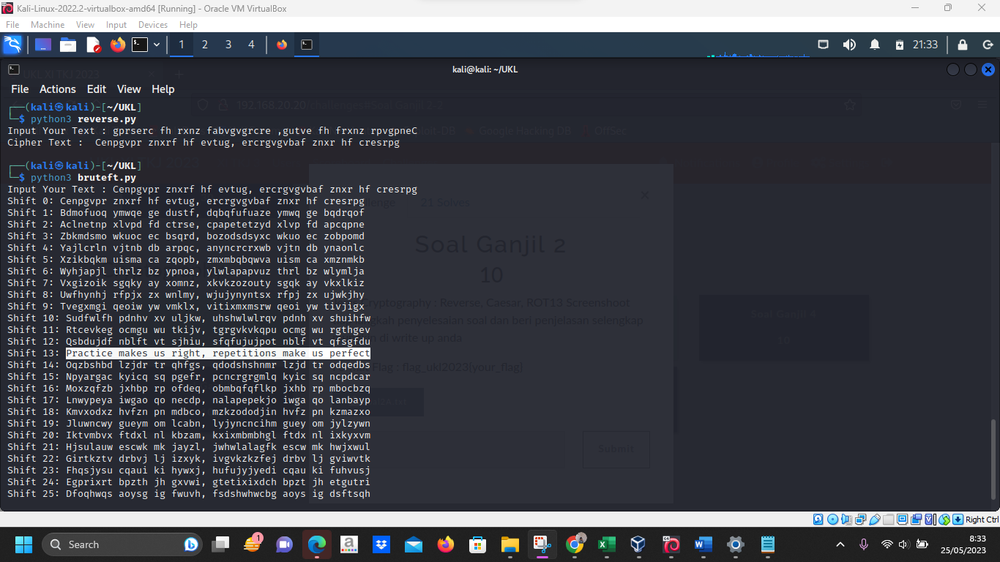 Kali-Linux-2022.2-virtualbox-amd64 [Running] - Oracle VM VirtualBox
File Machine View Input Devices Help
1 2 3 4 21:33
UKL XI TKJ 2023
kali@kali: ~/UKL
File Actions Edit View Help
┌──(kali㉿kali)-[~/UKL]
└─$ python3 reverse.py
Input Your Text : gprserc fh rxnz fabvgvgrcre ,gutve fh frxnz rpvgpneC
Cipher Text :  Cenpgvpr znxrf hf evtug, ercrgvgvbaf znxr hf cresrpg
┌──(kali㉿kali)-[~/UKL]
└─$ python3 bruteft.py
Input Your Text : Cenpgvpr znxrf hf evtug, ercrgvgvbaf znxr hf cresrpg
Shift 0: Cenpgvpr znxrf hf evtug, ercrgvgvbaf znxr hf cresrpg
Shift 1: Bdmofuoq ymwqe ge dustf, dqbqfufuaze ymwq ge bqdrqof
Shift 2: Aclnetnp xlvpd fd ctrse, cpapetetzyd xlvp fd apcqpne
Shift 3: Zbkmdsmo wkuoc ec bsqrd, bozodsdsyxc wkuo ec zobpomd
Shift 4: Yajlcrln vjtnb db arpqc, anyncrcrxwb vjtn db ynaonlc
Shift 5: Xzikbqkm uisma ca zqopb, zmxmbqbqwva uism ca xmznmkb
Shift 6: Wyhjapjl thrlz bz ypnoa, ylwlapapvuz thrl bz wlymlja
Shift 7: Vxgizoik sgqky ay xomnz, xkvkzozouty sgqk ay vkxlkiz
Shift 8: Uwfhynhj rfpjx zx wnlmy, wjujynyntsx rfpj zx ujwkjhy
Shift 9: Tvegxmgi qeoiw yw vmklx, vitixmxmsrw qeoi yw tivjigx
Shift 10: Sudfwlfh pdnhv xv uljkw, uhshwlwlrqv pdnh xv shuihfw
Shift 11: Rtcevkeg ocmgu wu tkijv, tgrgvkvkqpu ocmg wu rgthgev
Shift 12: Qsbdujdf nblft vt sjhiu, sfqfujujpot nblf vt qfsgfdu
Shift 13: Practice makes us right, repetitions make us perfect
Shift 14: Oqzbshbd lzjdr tr qhfgs, qdodshshnmr lzjd tr odqedbs
Shift 15: Npyargac kyicq sq pgefr, pcncrgrgmlq kyic sq ncpdcar
Shift 16: Moxzqfzb jxhbp rp ofdeq, obmbqfqflkp jxhb rp mbocbzq
Shift 17: Lnwypeya iwgao qo necdp, nalapepekjo iwga qo lanbayp
Shift 18: Kmvxodxz hvfzn pn mdbco, mzkzododjin hvfz pn kzmazxo
Shift 19: Jluwncwy gueym om lcabn, lyjyncncihm guey om jylzywn
Shift 20: Iktvmbvx ftdxl nl kbzam, kxixmbmbhgl ftdx nl ixkyxvm
Shift 21: Hjsulauw escwk mk jayzl, jwhwlalagfk escw mk hwjxwul
Shift 22: Girtkztv drbvj lj izxyk, ivgvkzkzfej drbv lj gviwvtk
Shift 23: Fhqsjysu cqaui ki hywxj, hufujyjyedi cqau ki fuhvusj
Shift 24: Egprixrt bpzth jh gxvwi, gtetixixdch bpzt jh etgutri
Shift 25: Dfoqhwqs aoysg ig fwuvh, fsdshwhwcbg aoys ig dsftsqh
21 Solves
Soal Ganjil 2
10
Cryptography : Reverse, Caesar, ROT13 Screenshoot
penyelesaian soal dan beri penjelasan selengkap
di write up anda
Flag : flag_ukl2023{your_flag}
Submit
Google Hacking DB OffSec
Right Ctrl
Search
8:33
25/05/2023